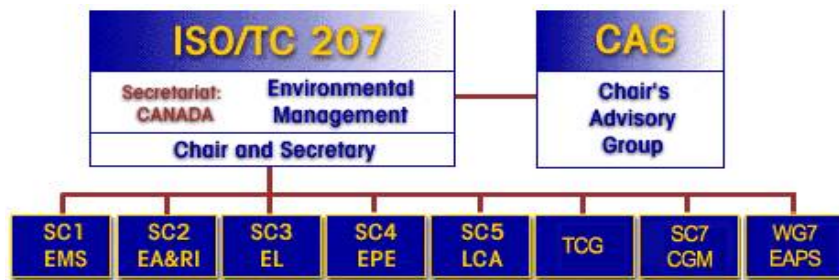 ISO/TC 207
Secretariat:
CANADA
Environmental
Management
Chair and Secretary
CAG
Chair's
Advisory
Group
SC1
EMS
SC2
EA&RI
SC3
EL
SC4
EPE
SC5
LCA
TCG
SC7
CGM
WG7
EAPS